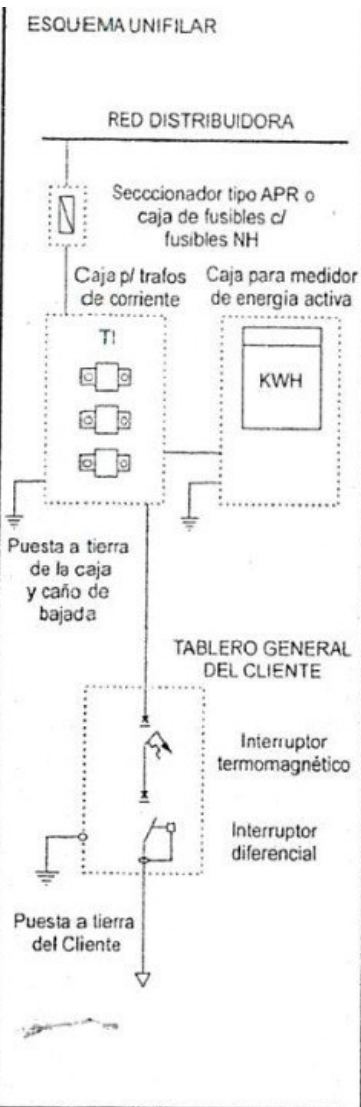 ESQUEMA UNIFILAR
RED DISTRIBUIDORA
Secccionador tipo APR o
caja de fusibles c/
fusibles NH
Caja p/ trafos
de corriente
Caja para medidor
de energia activa
TI
KWH
Puesta a tierra
de la caja
y caño de
bajada
TABLERO GENERAL
DEL CLIENTE
Interruptor
termomagnético
Interruptor
diferencial
Puesta a tierra
del Cliente